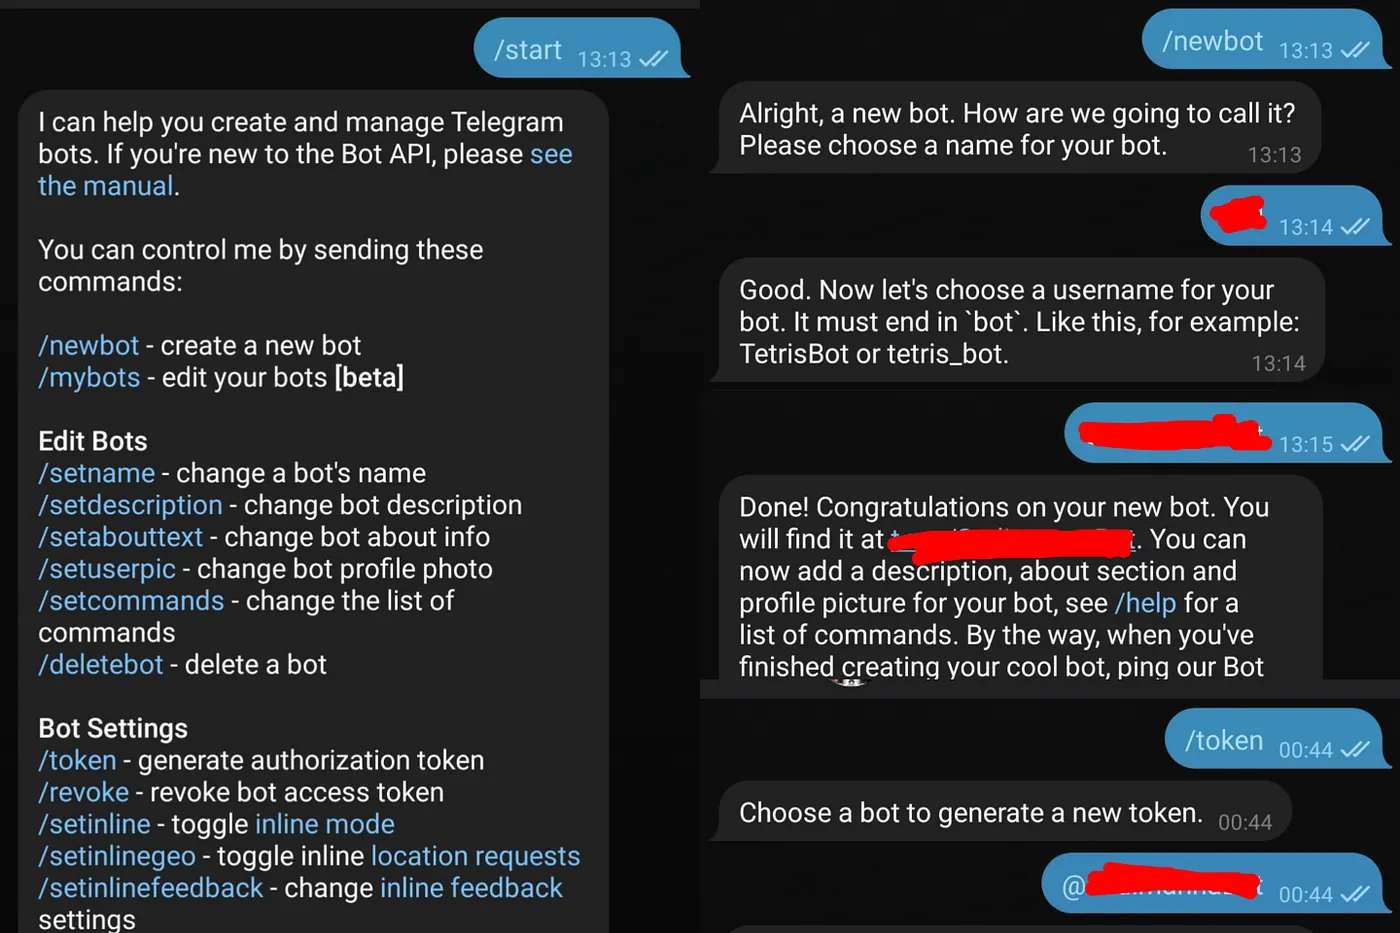 /start 13:13
I can help you create and manage Telegram
bots. If you're new to the Bot API, please see
the manual.
You can control me by sending these
commands:
/newbot - create a new bot
/mybots - edit your bots [beta]
Edit Bots
/setname - change a bot's name
/setdescription - change bot description
/setabouttext - change bot about info
/setuserpic - change bot profile photo
/setcommands - change the list of
commands
/deletebot - delete a bot
Bot Settings
/token - generate authorization token
/revoke - revoke bot access token
/setinline - toggle inline mode
/setinlinegeo - toggle inline location requests
/setinlinefeedback - change inline feedback
settings
/newbot 13:13
Alright, a new bot. How are we going to call it?
Please choose a name for your bot.
13:13
13:14
Good. Now let's choose a username for your
bot. It must end in `bot`. Like this, for example:
TetrisBot or tetris_bot.
13:14
13:15
Done! Congratulations on your new bot. You
will find it at . You can
now add a description, about section and
profile picture for your bot, see /help for a
list of commands. By the way, when you've
finished creating your cool bot, ping our Bot
/token 00:44
Choose a bot to generate a new token. 00:44
@ 00:44